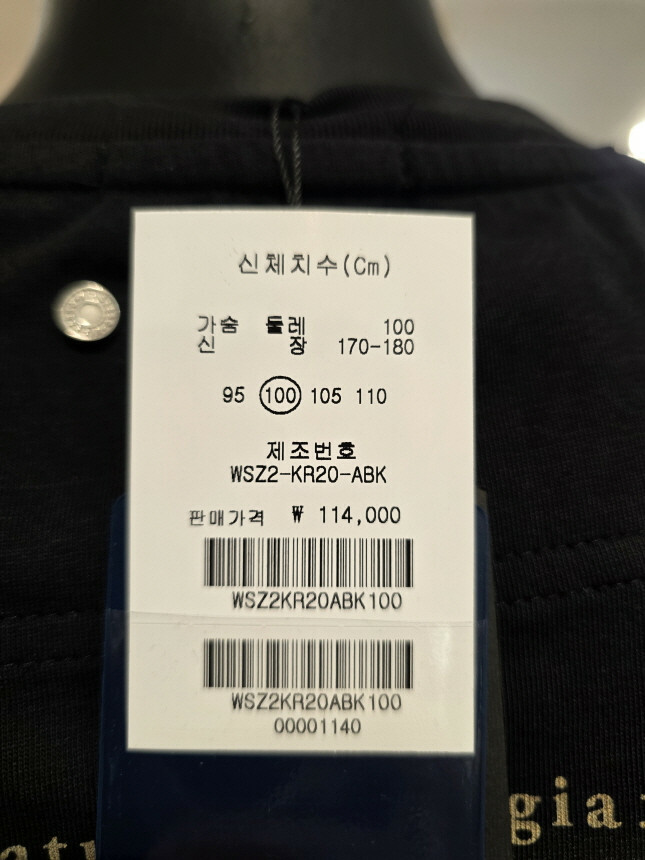 신체치수(Cm)
가슴 둘레 100
신 장 170-180
95 100 105 110
제조번호
WSZ2-KR20-ABK
판매가격 ₩ 114,000
WSZ2KR20ABK100
WSZ2KR20ABK100
00001140